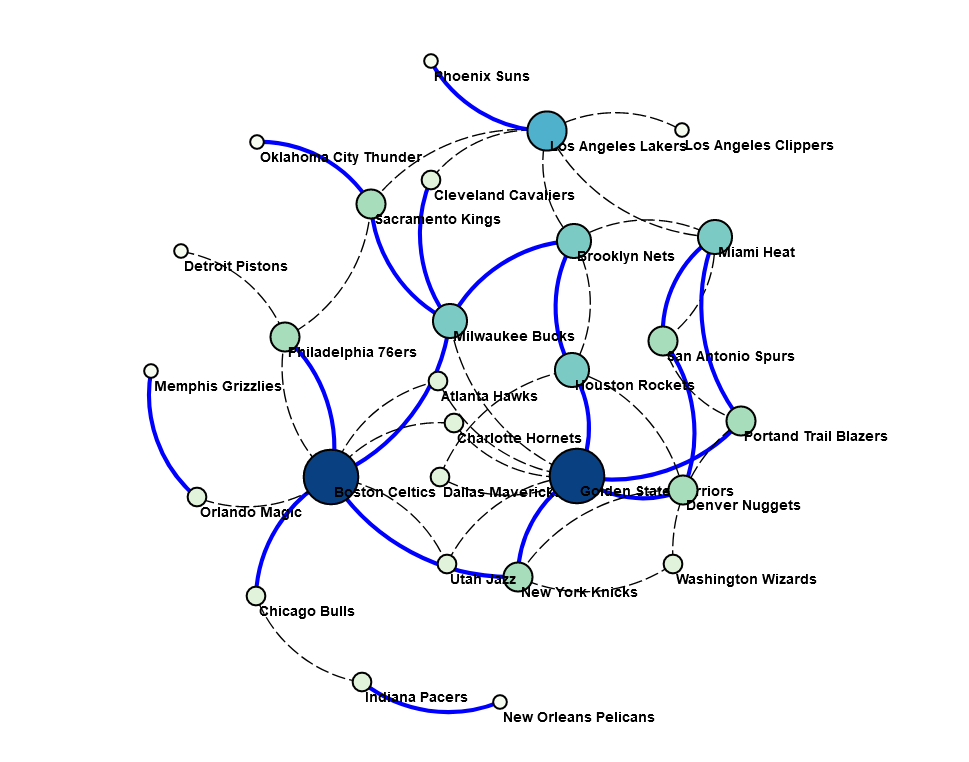 Phoenix Suns
Los Angeles Lakers
Los Angeles Clippers
Oklahoma City Thunder
Cleveland Cavaliers
Sacramento Kings
Brooklyn Nets
Miami Heat
Detroit Pistons
Milwaukee Bucks
Philadelphia 76ers
San Antonio Spurs
Memphis Grizzlies
Houston Rockets
Atlanta Hawks
Charlotte Hornets
Portand Trail Blazers
Boston Celtics
Dallas Mavericks
Golden State Warriors
Denver Nuggets
Orlando Magic
Utah Jazz
New York Knicks
Washington Wizards
Chicago Bulls
Indiana Pacers
New Orleans Pelicans